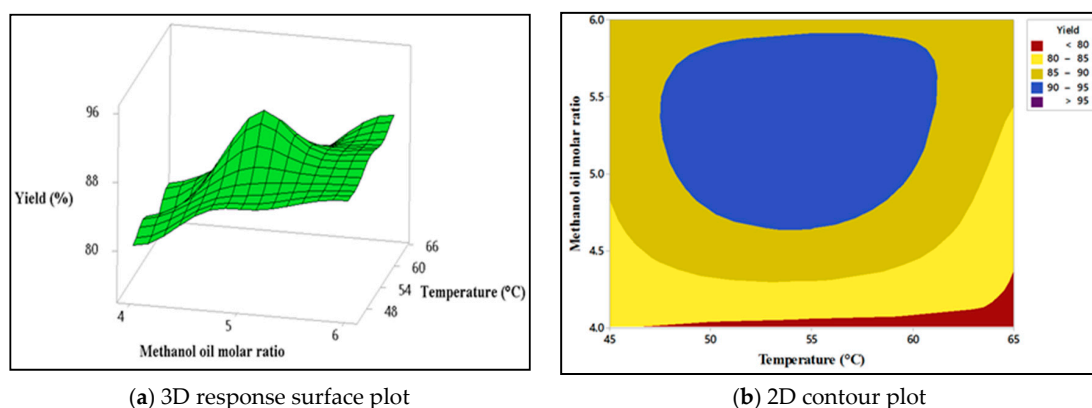 96
88
80
Yield (%)
4
5
6
Methanol oil molar ratio
66
60
54
48
Temperature (°C)
(a) 3D response surface plot
6.0
5.5
5.0
4.5
4.0
Methanol oil molar ratio
45
50
55
60
65
Temperature (°C)
Yield
< 80
80 – 85
85 – 90
90 – 95
> 95
(b) 2D contour plot